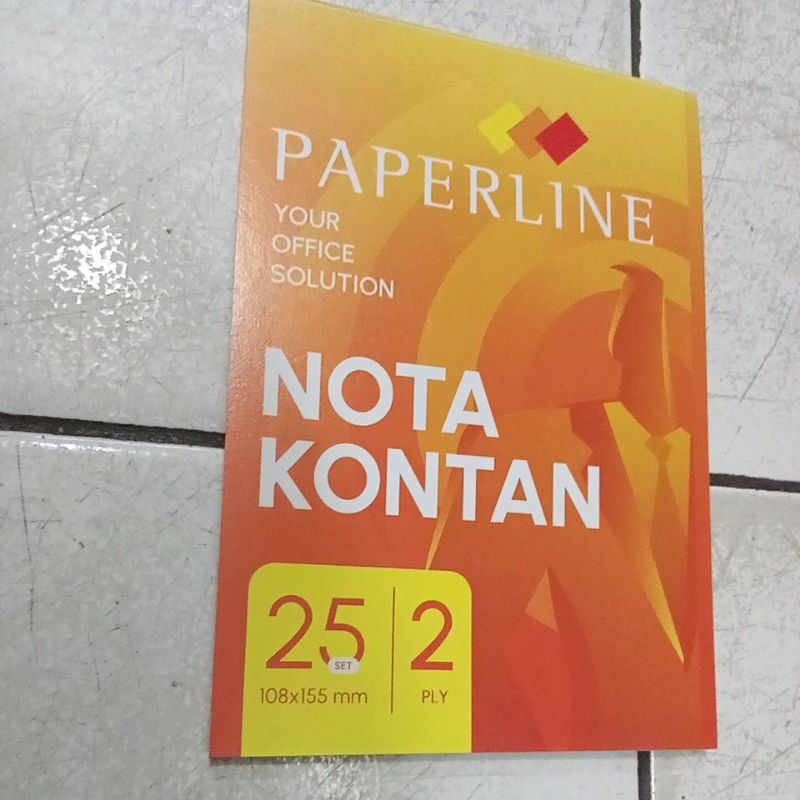 PAPERLINE
YOUR
OFFICE
SOLUTION
NOTA
KONTAN
25
SET
108x155 mm
2
PLY